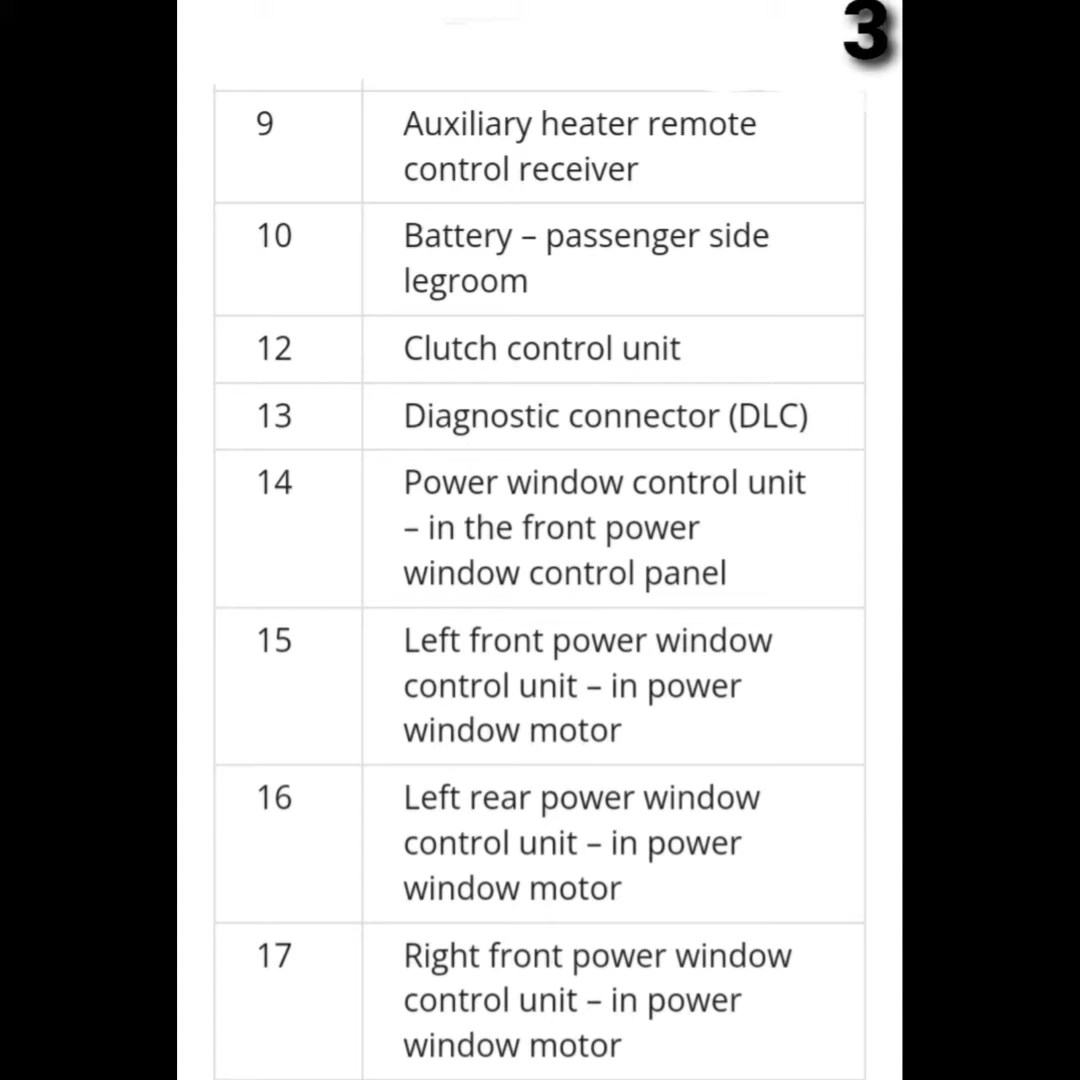 3
9 Auxiliary heater remote
control receiver
10 Battery – passenger side
legroom
12 Clutch control unit
13 Diagnostic connector (DLC)
14 Power window control unit
– in the front power
window control panel
15 Left front power window
control unit – in power
window motor
16 Left rear power window
control unit – in power
window motor
17 Right front power window
control unit – in power
window motor